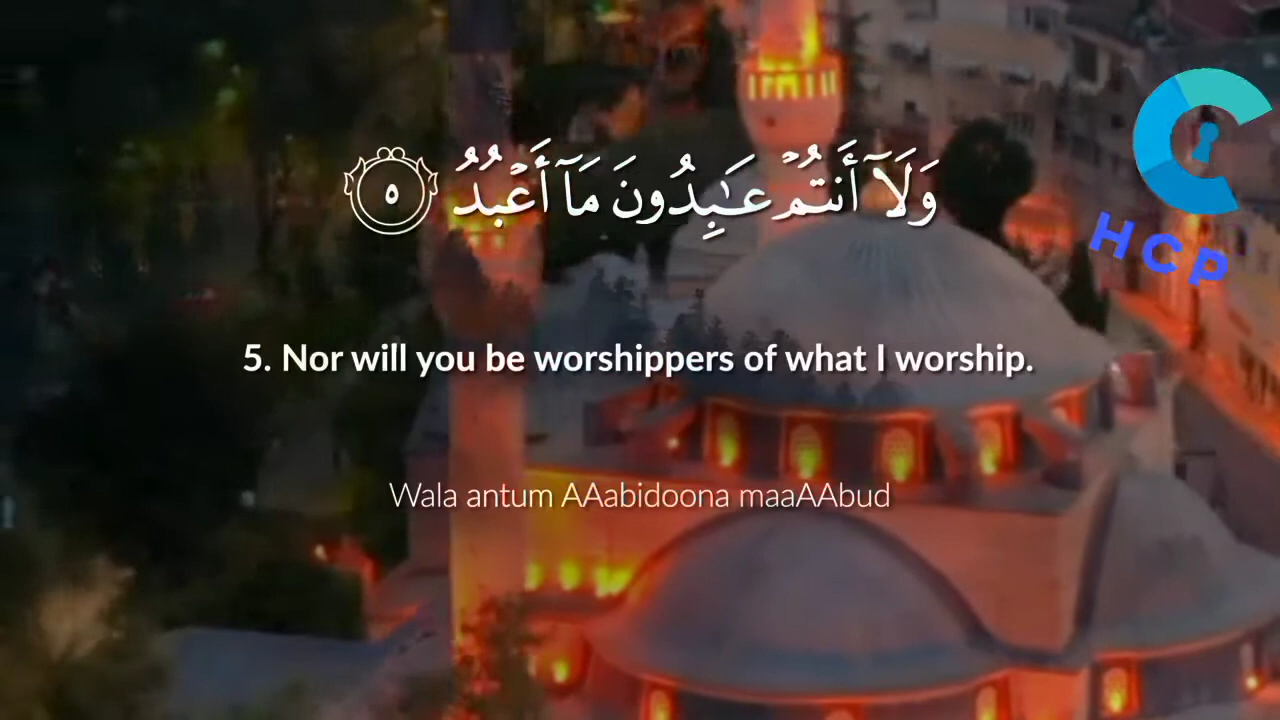 وَلَآ أَنتُمْ عَـٰبِدُونَ مَآ أَعْبُدُ ٥
5. Nor will you be worshippers of what I worship.
Wala antum AAabidoona maaAAbud
HCP